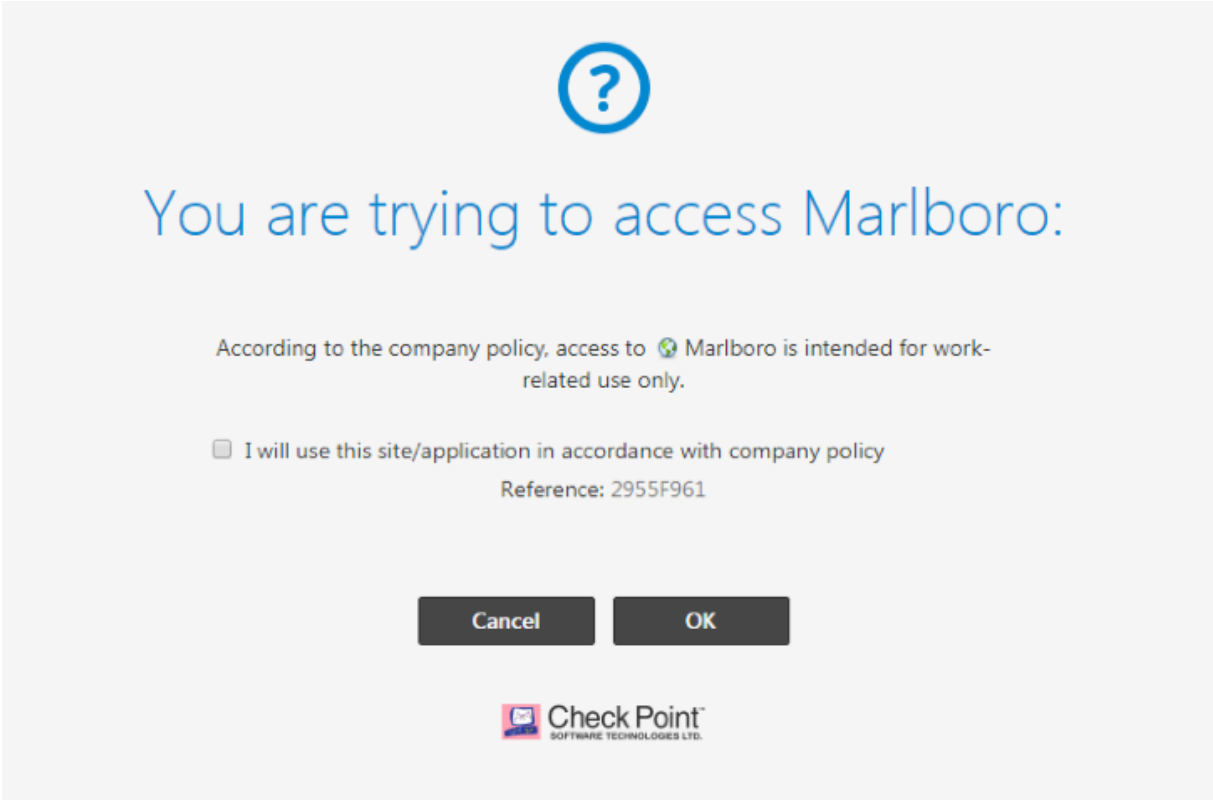 ?
You are trying to access Marlboro:
According to the company policy, access to Marlboro is intended for work-
related use only.
I will use this site/application in accordance with company policy
Reference: 2955F961
Cancel
OK
Check Point™
SOFTWARE TECHNOLOGIES LTD.